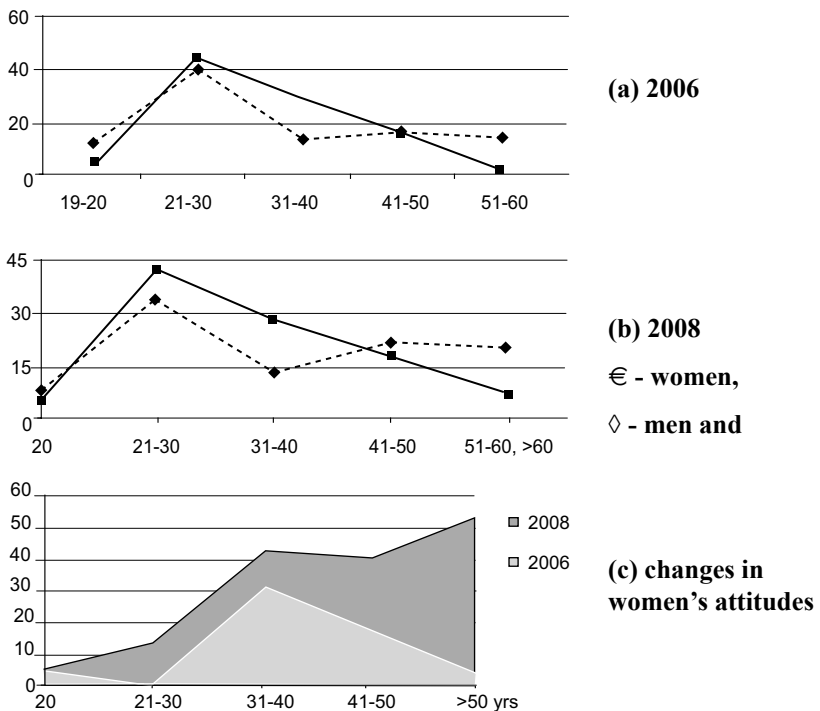 60
40
20
0
19-20 21-30 31-40 41-50 51-60
(a) 2006
45
30
15
0
20 21-30 31-40 41-50 51-60, >60
(b) 2008
€ - women,
◊ - men and
60
50
40
30
20
10
0
20 21-30 31-40 41-50 >50 yrs
2008
2006
(c) changes in
women’s attitudes